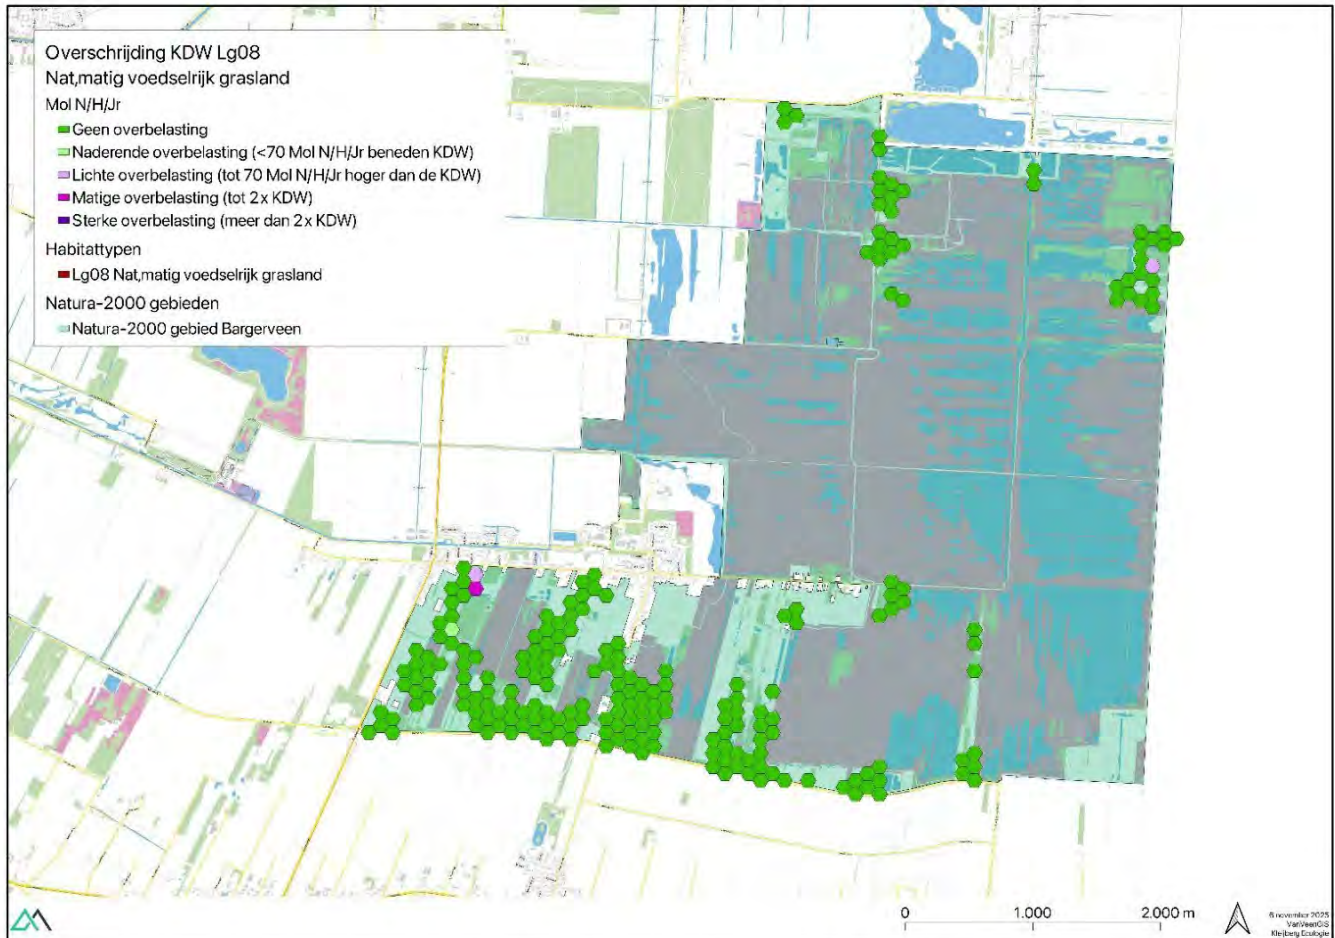 Overschrijding KDW Lg08
Nat,matig voedselrijk grasland
Mol N/H/Jr
Geen overbelasting
Naderende overbelasting (<70 Mol N/H/Jr beneden KDW)
Lichte overbelasting (tot 70 Mol N/H/Jr hoger dan de KDW)
Matige overbelasting (tot 2x KDW)
Sterke overbelasting (meer dan 2x KDW)
Habitattypen
Lg08 Nat,matig voedselrijk grasland
Natura-2000 gebieden
Natura-2000 gebied Bargerveen
0 1.000 2.000 m
6 november 2025
VanVeenGIS
Kleijberg Ecologie